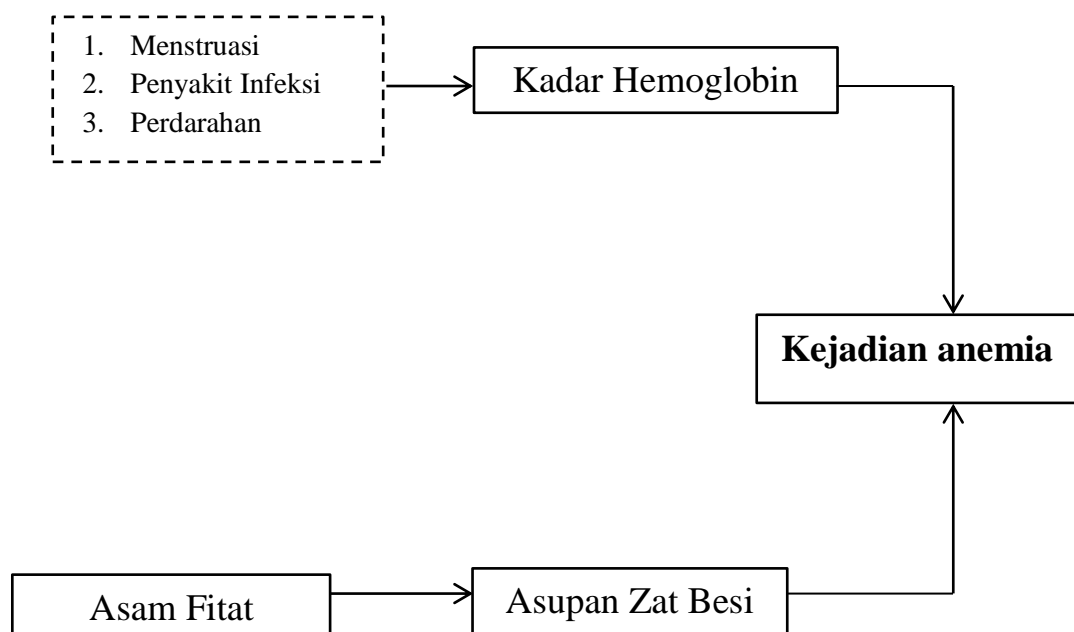 1. Menstruasi
2. Penyakit Infeksi
3. Perdarahan
Kadar Hemoglobin
Kejadian anemia
Asam Fitat
Asupan Zat Besi